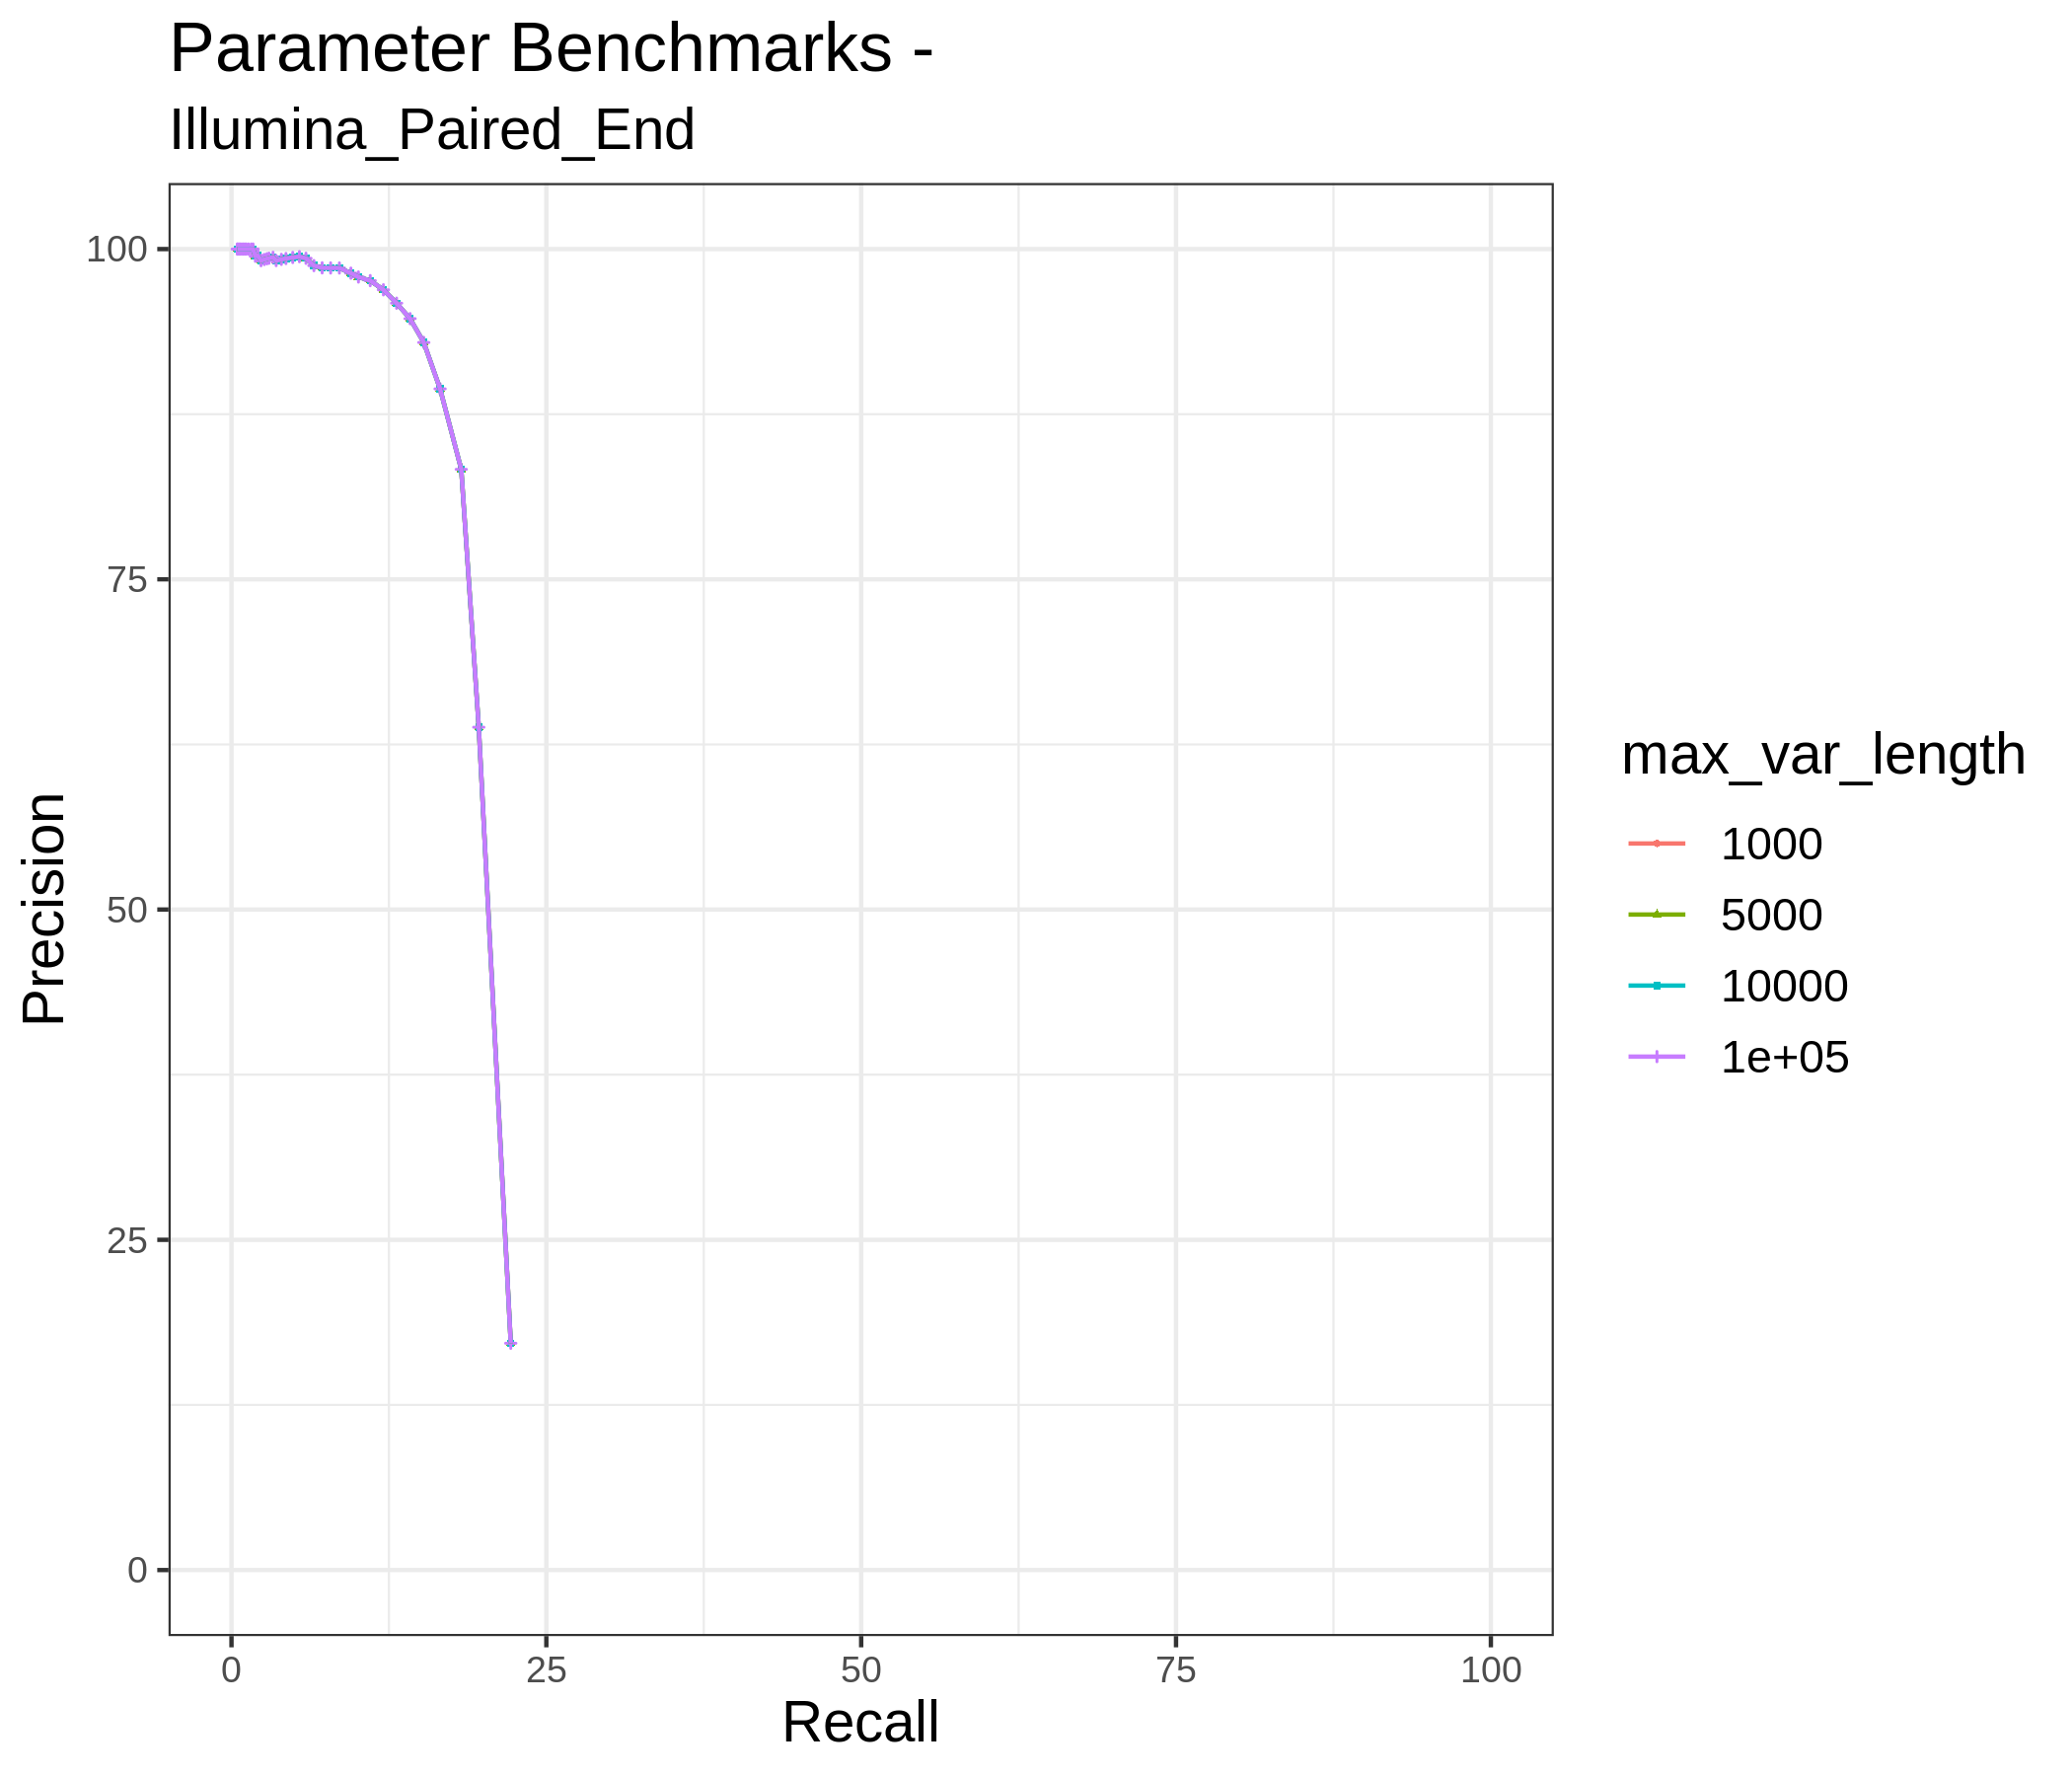 Parameter Benchmarks -
Illumina_Paired_End
100
75
50
25
0
Precision
0 25 50 75 100
Recall
max_var_length
1000
5000
10000
1e+05